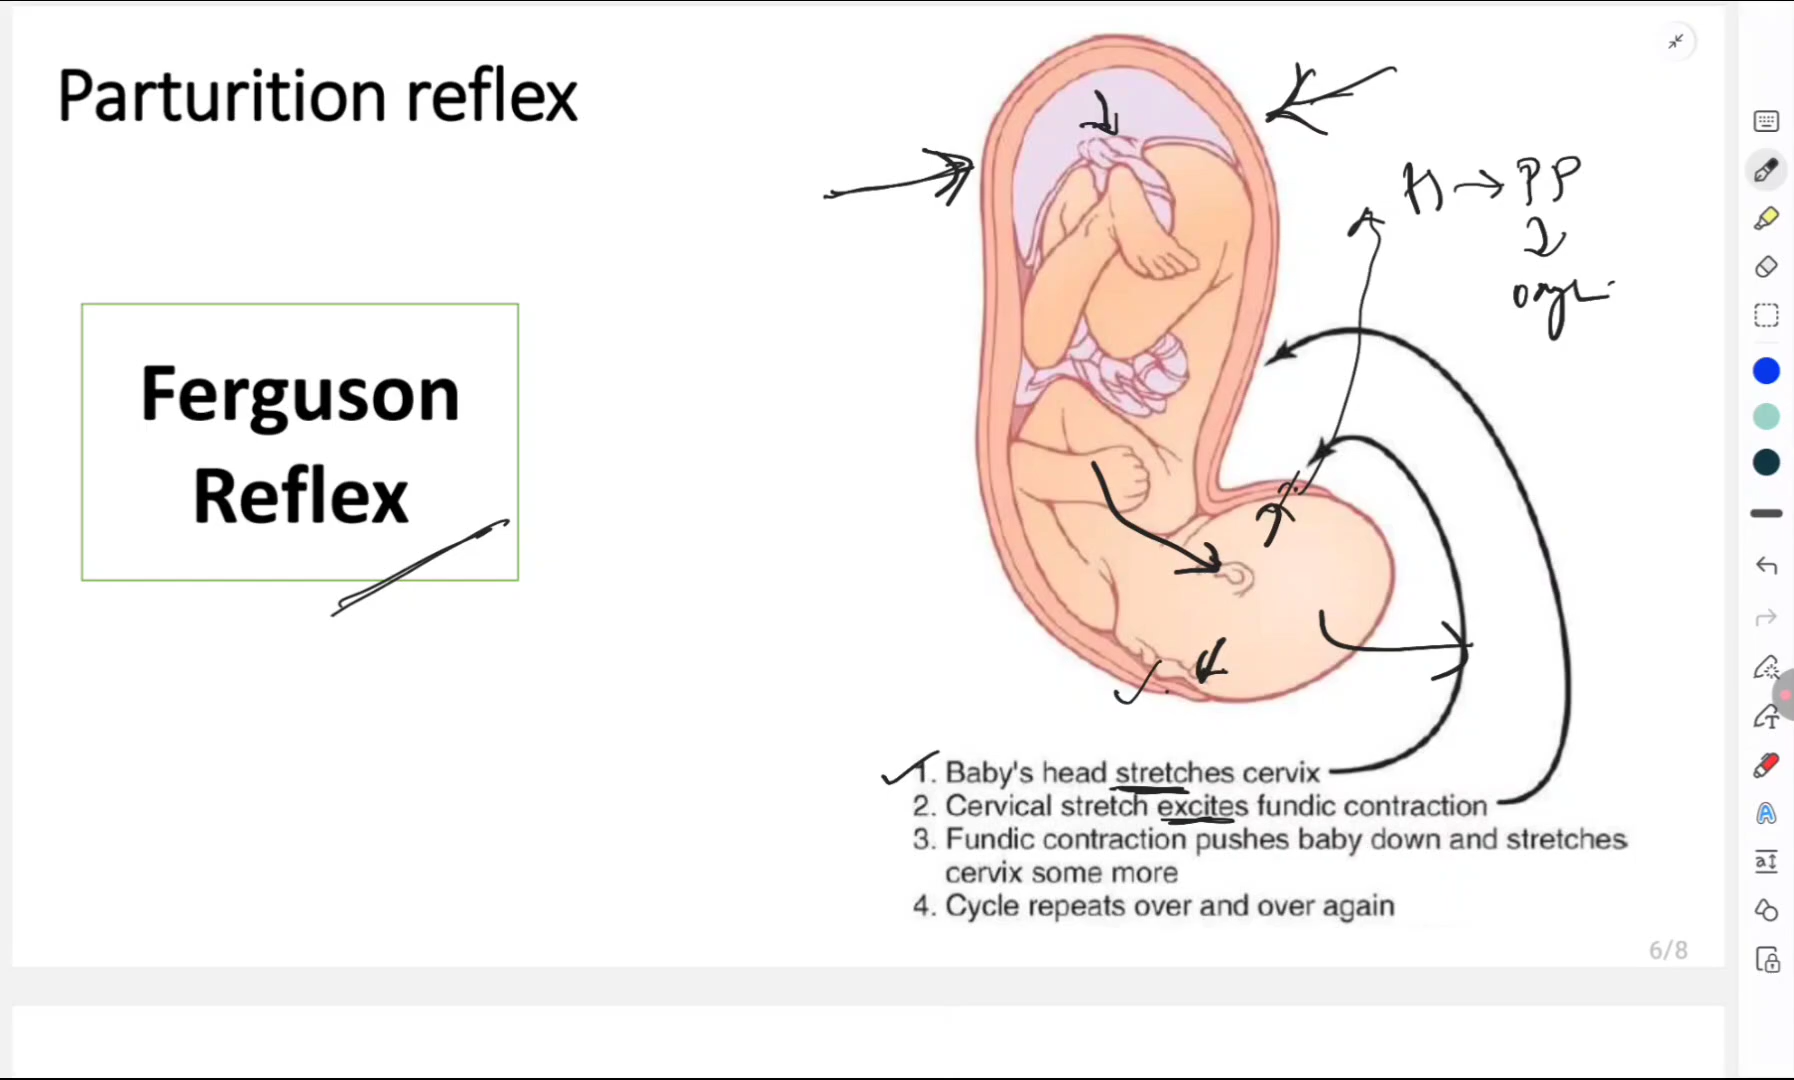 Parturition reflex
H → PP
Ferguson
Reflex
1. Baby's head stretches cervix
2. Cervical stretch excites fundic contraction
3. Fundic contraction pushes baby down and stretches
cervix some more
4. Cycle repeats over and over again
6/8